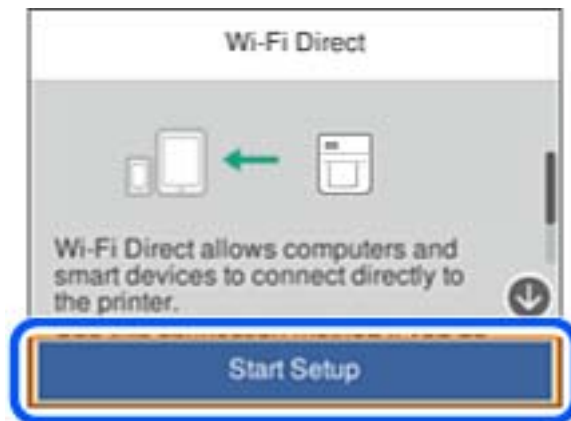 Wi-Fi Direct
Wi-Fi Direct allows computers and
smart devices to connect directly to
the printer.
Start Setup